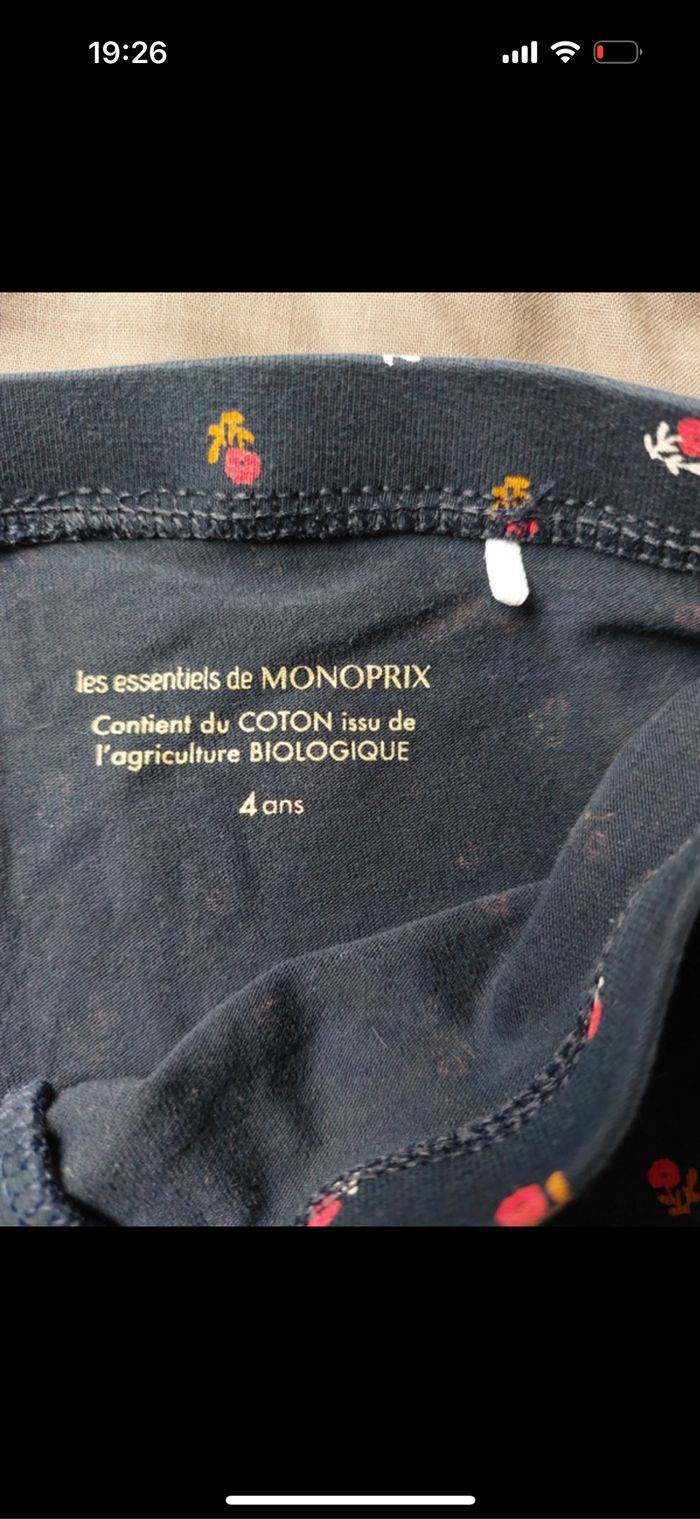 19:26
les essentiels de MONOPRIX
Contient du COTON issu de
l'agriculture BIOLOGIQUE
4 ans